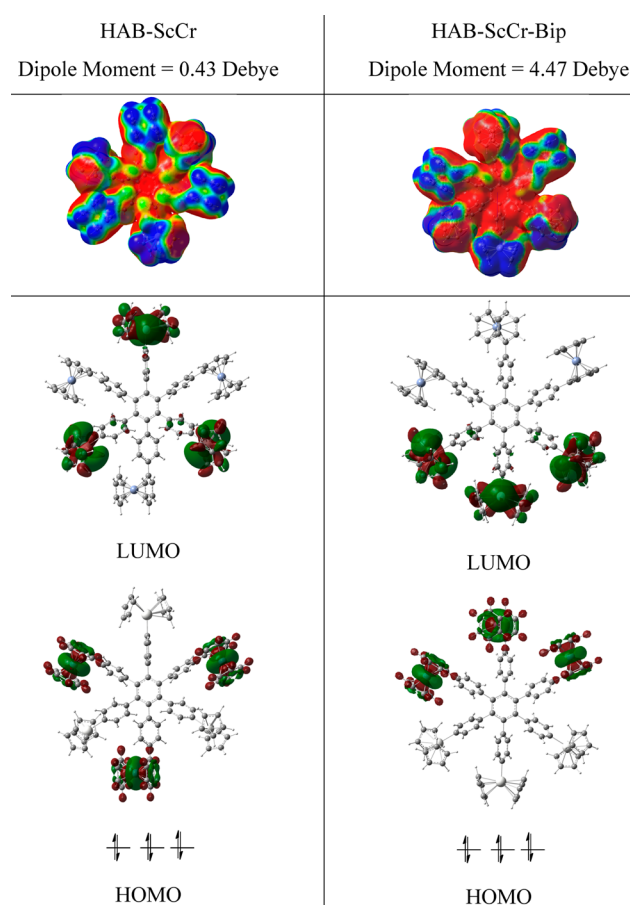 HAB-ScCr
Dipole Moment = 0.43 Debye
HAB-ScCr-Bip
Dipole Moment = 4.47 Debye
LUMO
LUMO
HOMO
HOMO